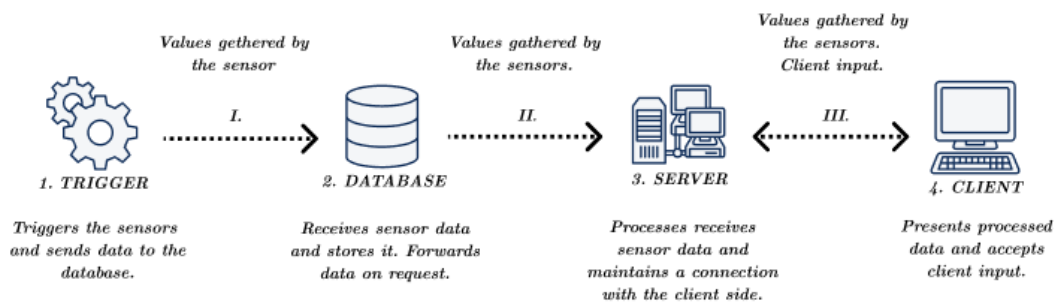 Values gethered by
the sensor
Values gathered by
the sensors.
Values gathered by
the sensors.
Client input.
I.
II.
III.
1. TRIGGER
2. DATABASE
3. SERVER
4. CLIENT
Triggers the sensors
and sends data to the
database.
Receives sensor data
and stores it. Forwards
data on request.
Processes receives
sensor data and
maintains a connection
with the client side.
Presents processed
data and accepts
client input.